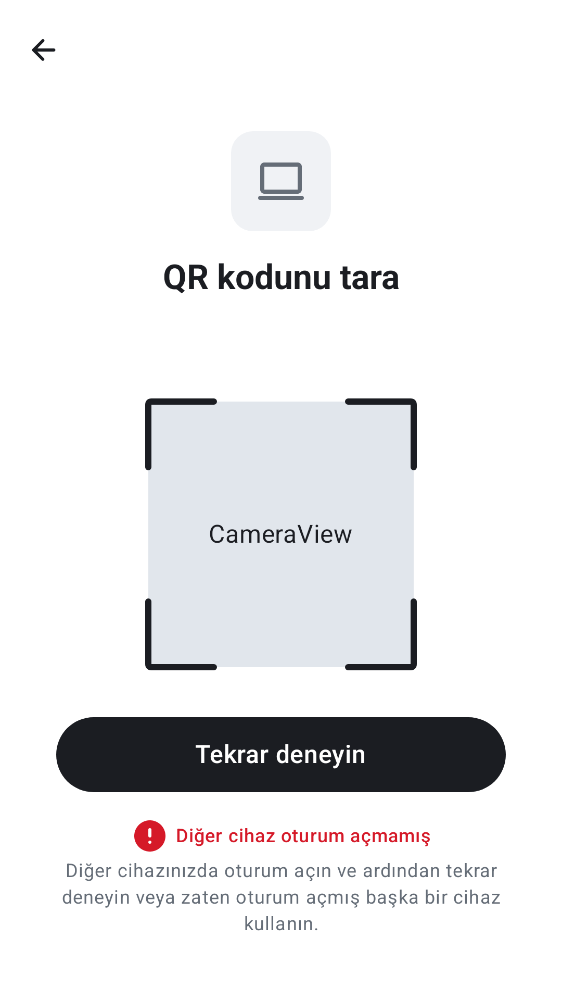 QR kodunu tara
CameraView
Tekrar deneyin
Diğer cihaz oturum açmamış
Diğer cihazınızda oturum açın ve ardından tekrar
deneyin veya zaten oturum açmış başka bir cihaz
kullanın.